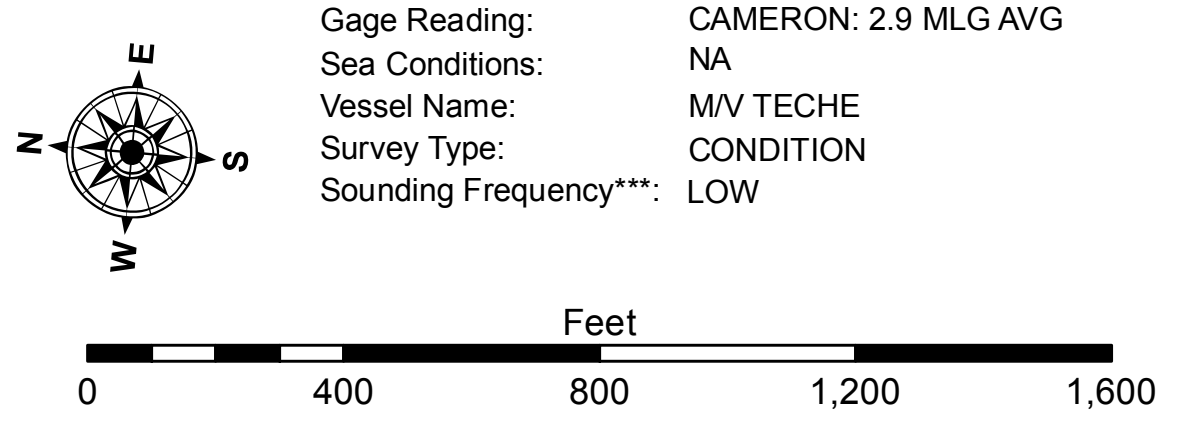 E
N
S
W
Gage Reading: CAMERON: 2.9 MLG AVG
Sea Conditions: NA
Vessel Name: M/V TECHE
Survey Type: CONDITION
Sounding Frequency***: LOW
Feet
0 400 800 1,200 1,600